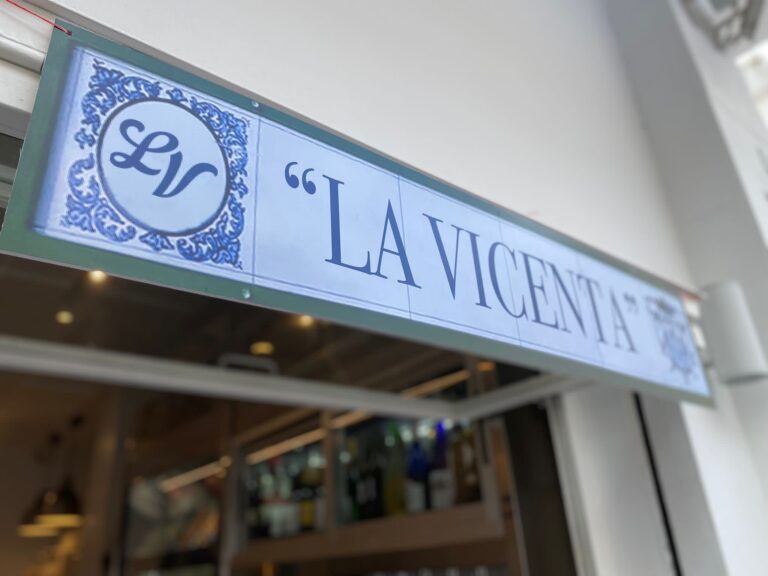 LV
“LA VICENTA”